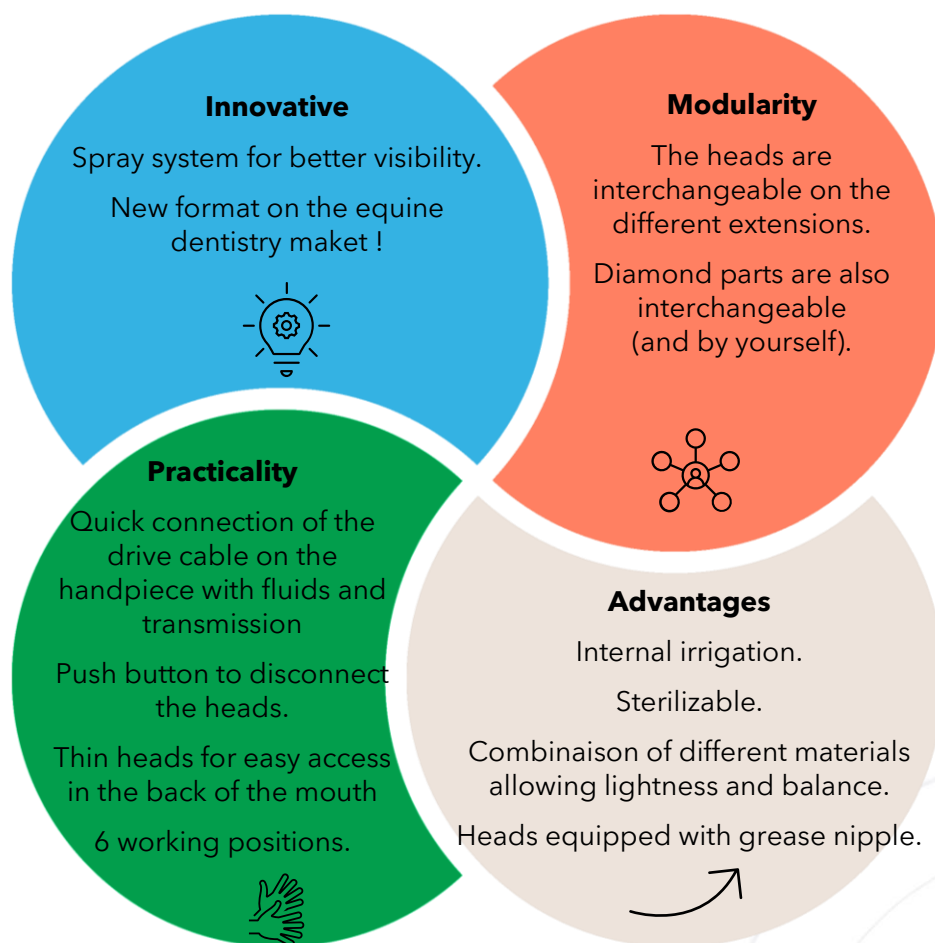 Innovative
Spray system for better visibility.
New format on the equine
dentistry maket !
Modularity
The heads are
interchangeable on the
different extensions.
Diamond parts are also
interchangeable
(and by yourself).
Practicality
Quick connection of the
drive cable on the
handpiece with fluids and
transmission
Push button to disconnect
the heads.
Thin heads for easy access
in the back of the mouth
6 working positions.
Advantages
Internal irrigation.
Sterilizable.
Combinaison of different materials
allowing lightness and balance.
Heads equipped with grease nipple.